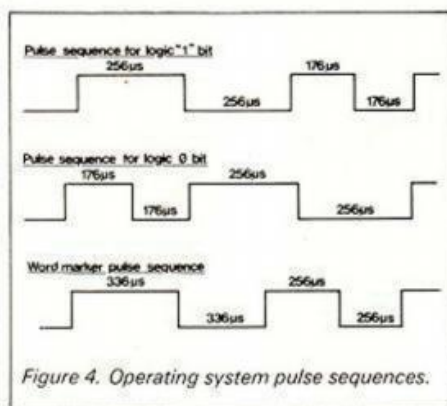 Pulse sequence for logic "1" bit
256µs
176µs
256µs
176µs
Pulse sequence for logic 0 bit
176µs
256µs
176µs
256µs
Word marker pulse sequence
336µs
256µs
336µs
256µs
Figure 4. Operating system pulse sequences.